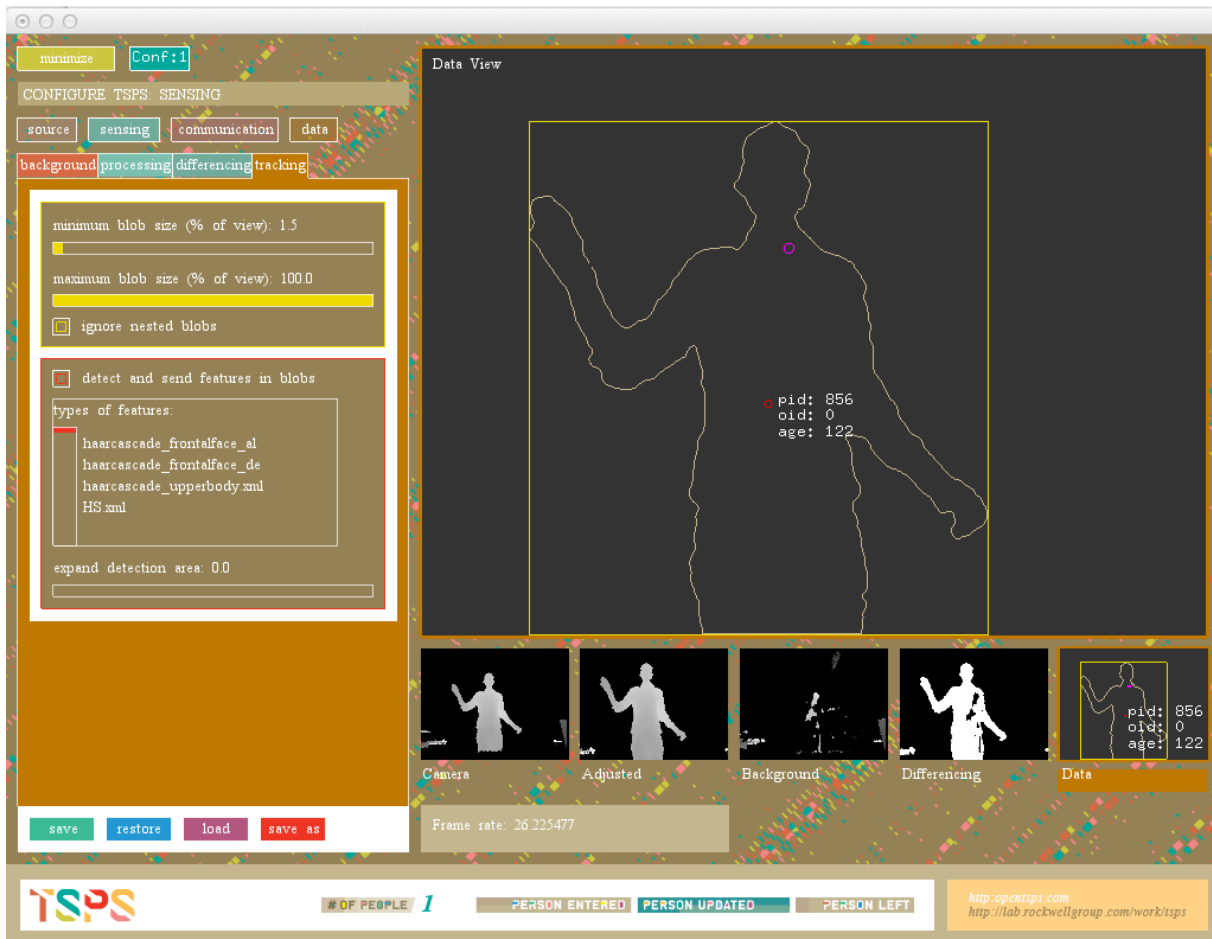 minimize Conf:1
CONFIGURE TSPS: SENSING
source sensing communication data
background processing differencing tracking
minimum blob size (% of view): 1.5
maximum blob size (% of view): 100.0
ignore nested blobs
detect and send features in blobs
types of features:
haarcascade_frontalface_al
haarcascade_frontalface_de
haarcascade_upperbody.xml
HS.xml
expand detection area: 0.0
save restore load save as
Data View
pid: 856
oid: 0
age: 122
pid: 856
oid: 0
age: 122
Camera Adjusted Background Differencing Data
Frame rate: 26.225477
TSPS
# OF PEOPLE 1 PERSON ENTERED PERSON UPDATED PERSON LEFT
http:opentsps.com
http://lab.rockwellgroup.com/work/tsps